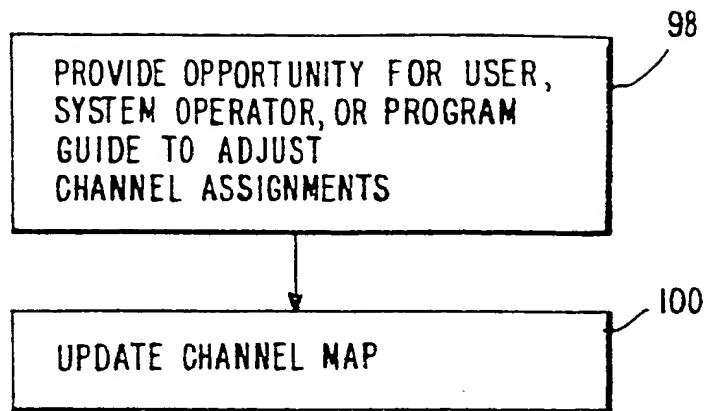 98
PROVIDE OPPORTUNITY FOR USER,
SYSTEM OPERATOR, OR PROGRAM
GUIDE TO ADJUST
CHANNEL ASSIGNMENTS
100
UPDATE CHANNEL MAP